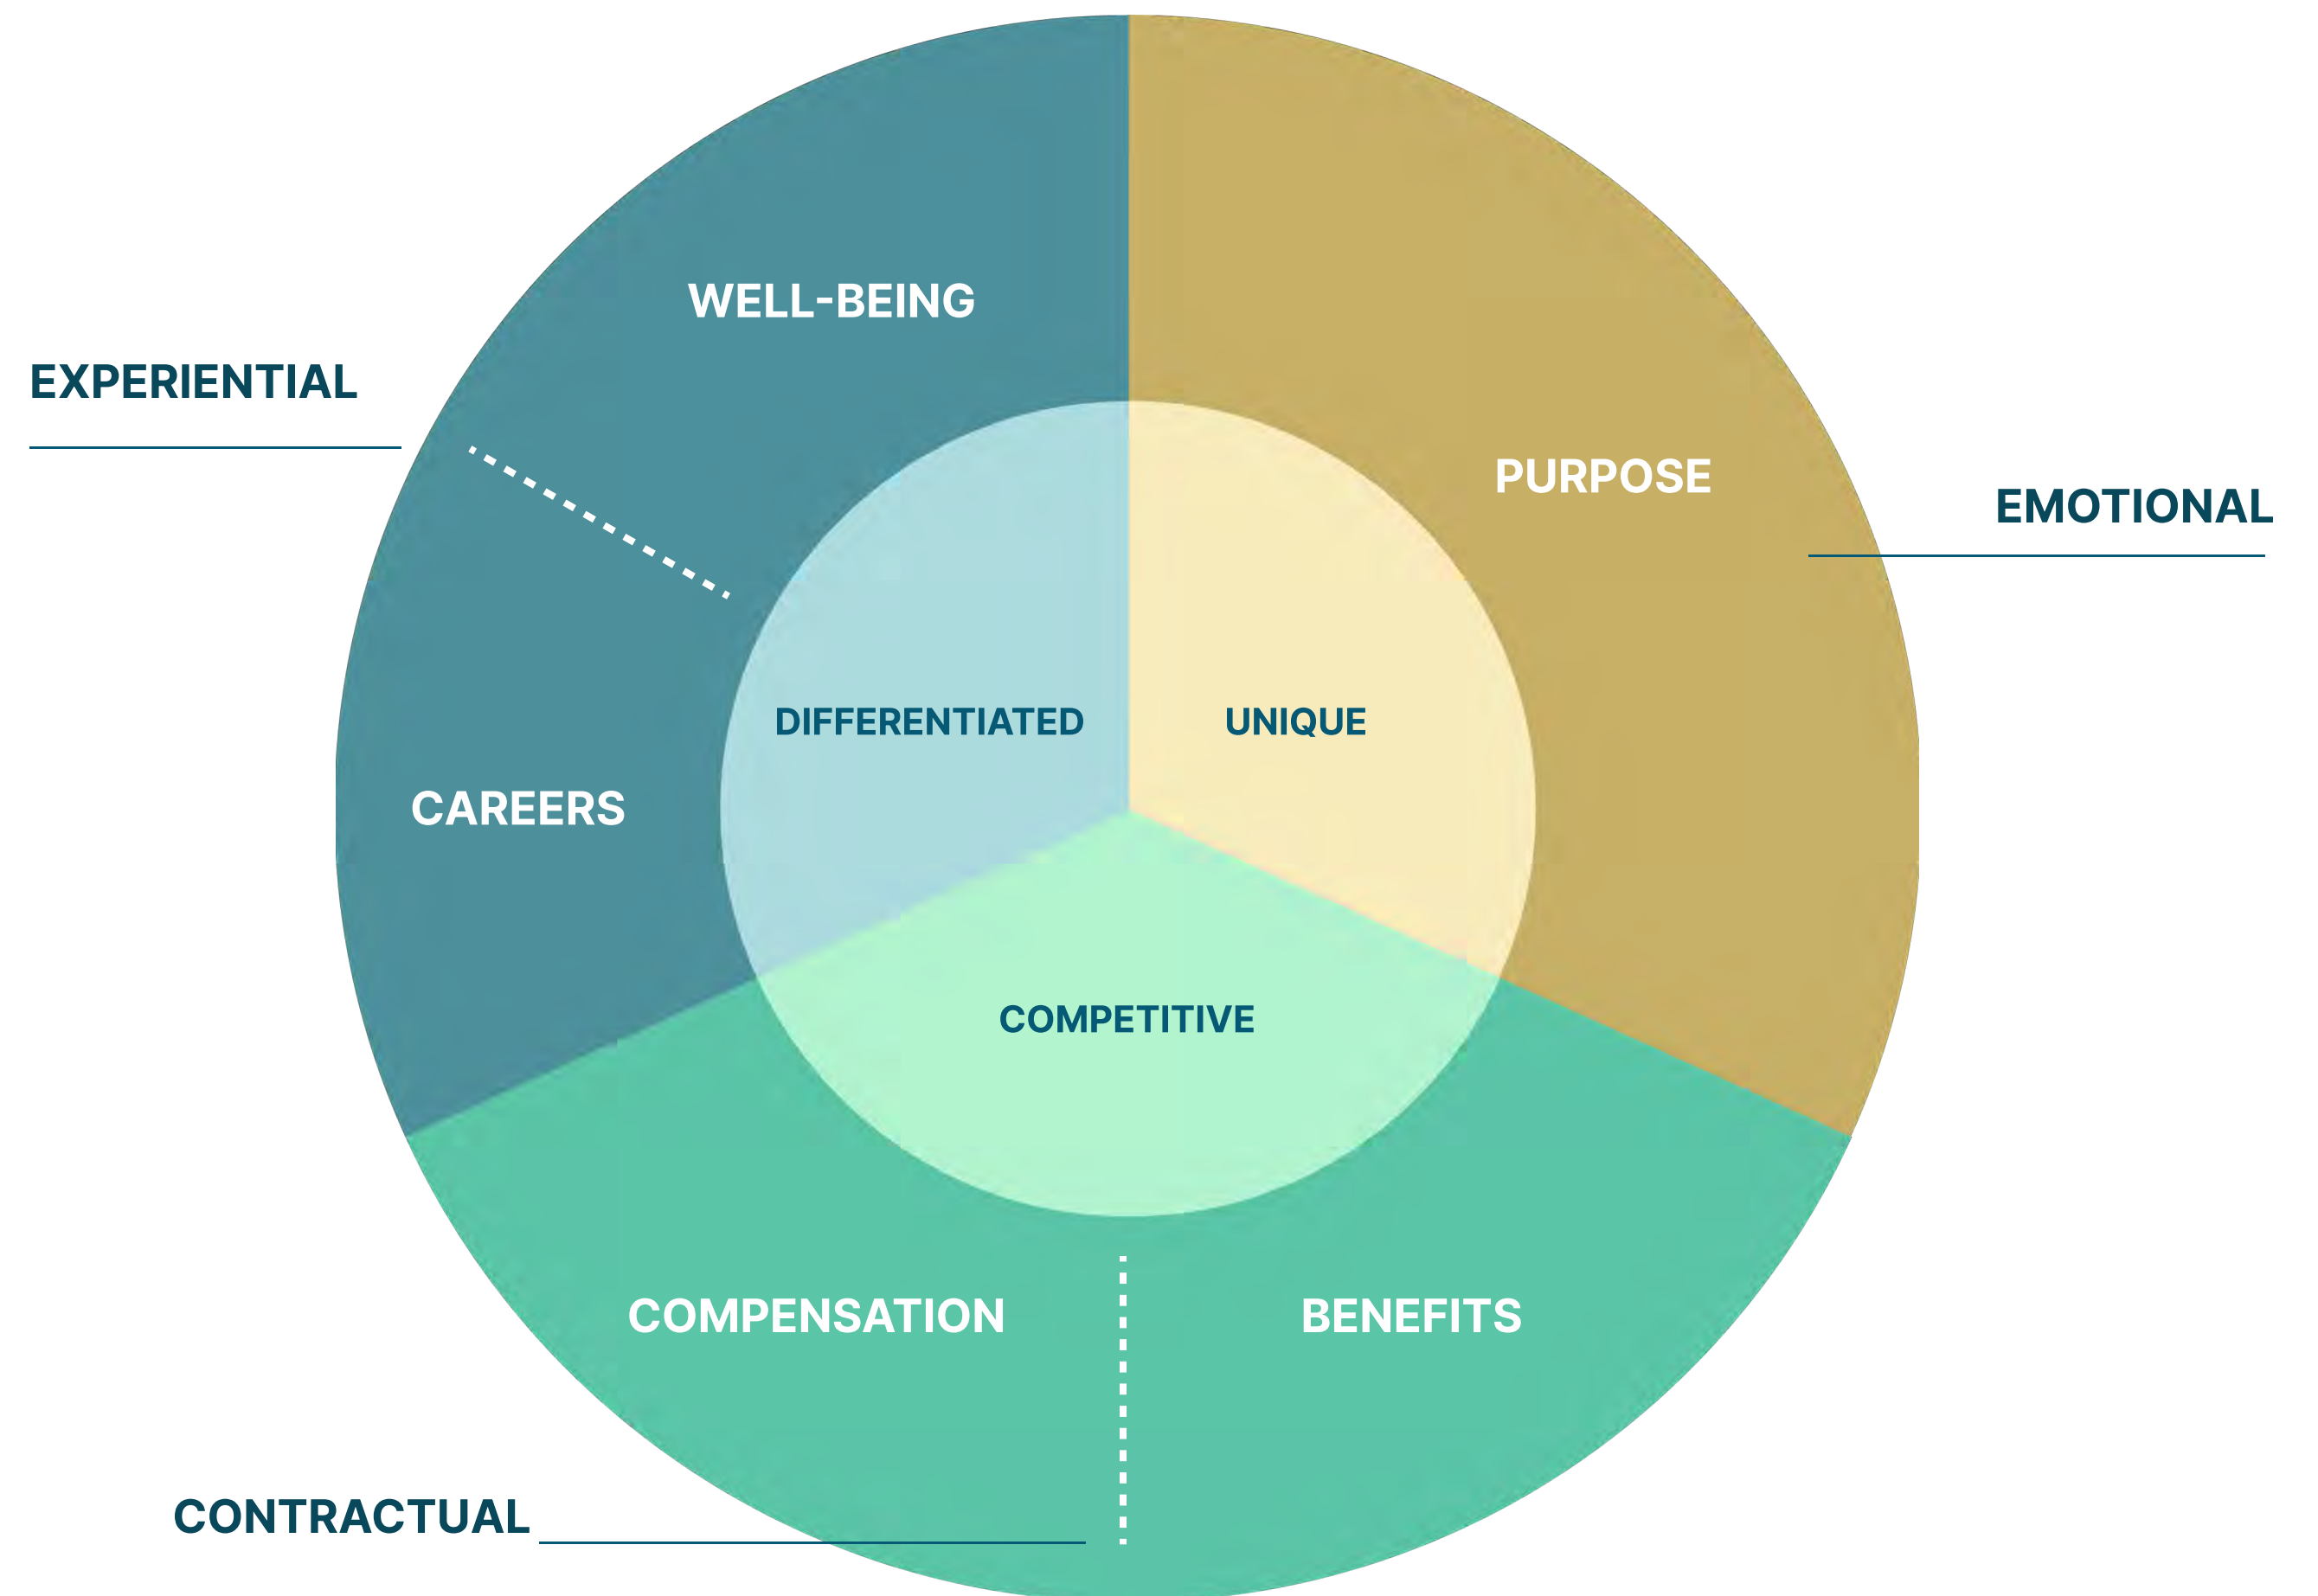 WELL-BEING
EXPERIENTIAL
PURPOSE
EMOTIONAL
DIFFERENTIATED
UNIQUE
CAREERS
COMPETITIVE
COMPENSATION
BENEFITS
CONTRACTUAL